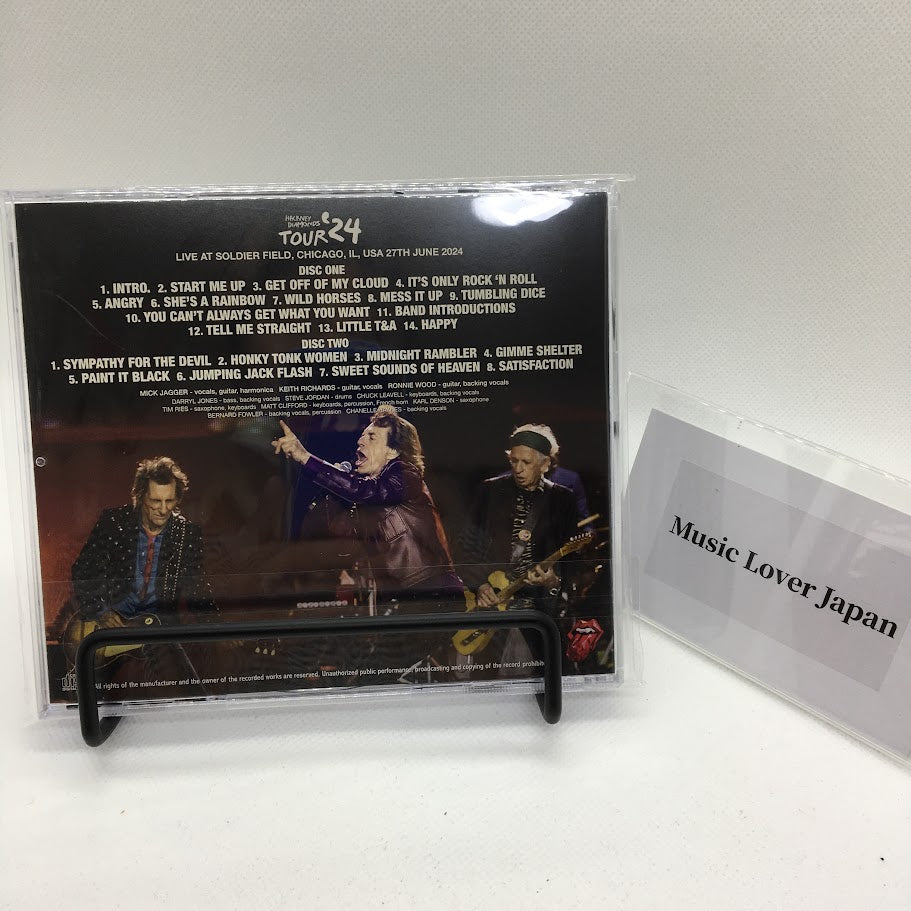 HACKNEY
DIAMONDS
TOUR '24
LIVE AT SOLDIER FIELD, CHICAGO, IL, USA 27TH JUNE 2024
DISC ONE
1. INTRO. 2. START ME UP 3. GET OFF OF MY CLOUD 4. IT'S ONLY ROCK 'N ROLL
5. ANGRY 6. SHE'S A RAINBOW 7. WILD HORSES 8. MESS IT UP 9. TUMBLING DICE
10. YOU CAN'T ALWAYS GET WHAT YOU WANT 11. BAND INTRODUCTIONS
12. TELL ME STRAIGHT 13. LITTLE T&A 14. HAPPY
DISC TWO
1. SYMPATHY FOR THE DEVIL 2. HONKY TONK WOMEN 3. MIDNIGHT RAMBLER 4. GIMME SHELTER
5. PAINT IT BLACK 6. JUMPING JACK FLASH 7. SWEET SOUNDS OF HEAVEN 8. SATISFACTION
MICK JAGGER - vocals, guitar, harmonica KEITH RICHARDS - guitar, vocals RONNIE WOOD - guitar, backing vocals
DARRYL JONES - bass, backing vocals STEVE JORDAN - drums CHUCK LEAVELL - keyboards, backing vocals
TIM RIES - saxophone, keyboards MATT CLIFFORD - keyboards, percussion, French horn KARL DENSON - saxophone
BERNARD FOWLER - backing vocals, percussion CHANELLE - backing vocals
All rights of the manufacturer and the owner of the recorded works are reserved. Unauthorized public performance, broadcasting and copying of the record prohibit
Music Lover Japan